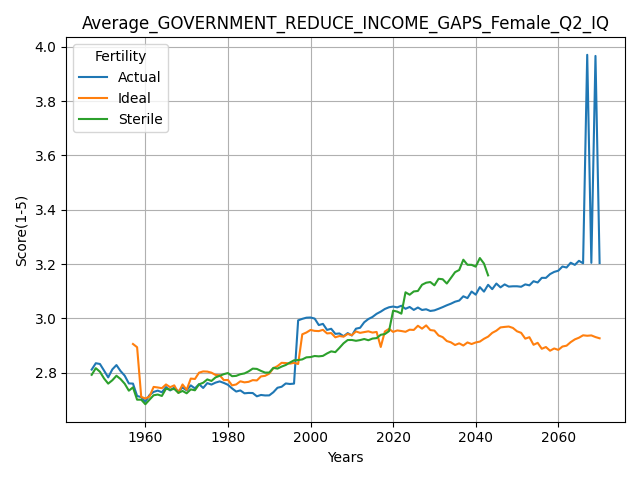 Average_GOVERNMENT_REDUCE_INCOME_GAPS_Female_Q2_IQ
Fertility
Actual
Ideal
Sterile
Score(1-5)
4.0
3.8
3.6
3.4
3.2
3.0
2.8
1960 1980 2000 2020 2040 2060
Years